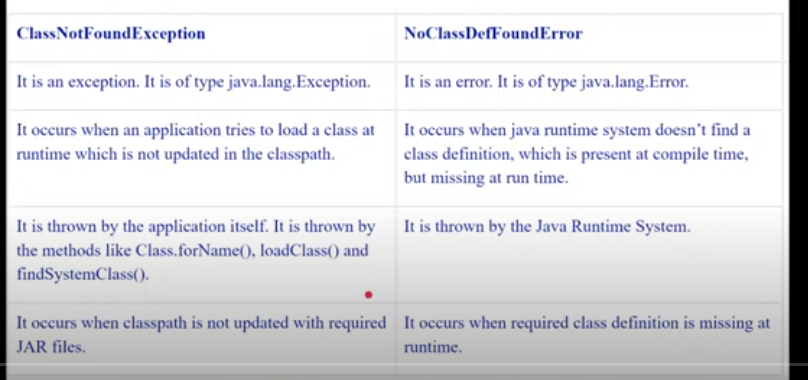 ClassNotFoundException
NoClassDefFoundError
It is an exception. It is of type java.lang.Exception.
It is an error. It is of type java.lang.Error.
It occurs when an application tries to load a class at
runtime which is not updated in the classpath.
It occurs when java runtime system doesn’t find a
class definition, which is present at compile time,
but missing at run time.
It is thrown by the application itself. It is thrown by
the methods like Class.forName(), loadClass() and
findSystemClass().
It is thrown by the Java Runtime System.
It occurs when classpath is not updated with required
JAR files.
It occurs when required class definition is missing at
runtime.